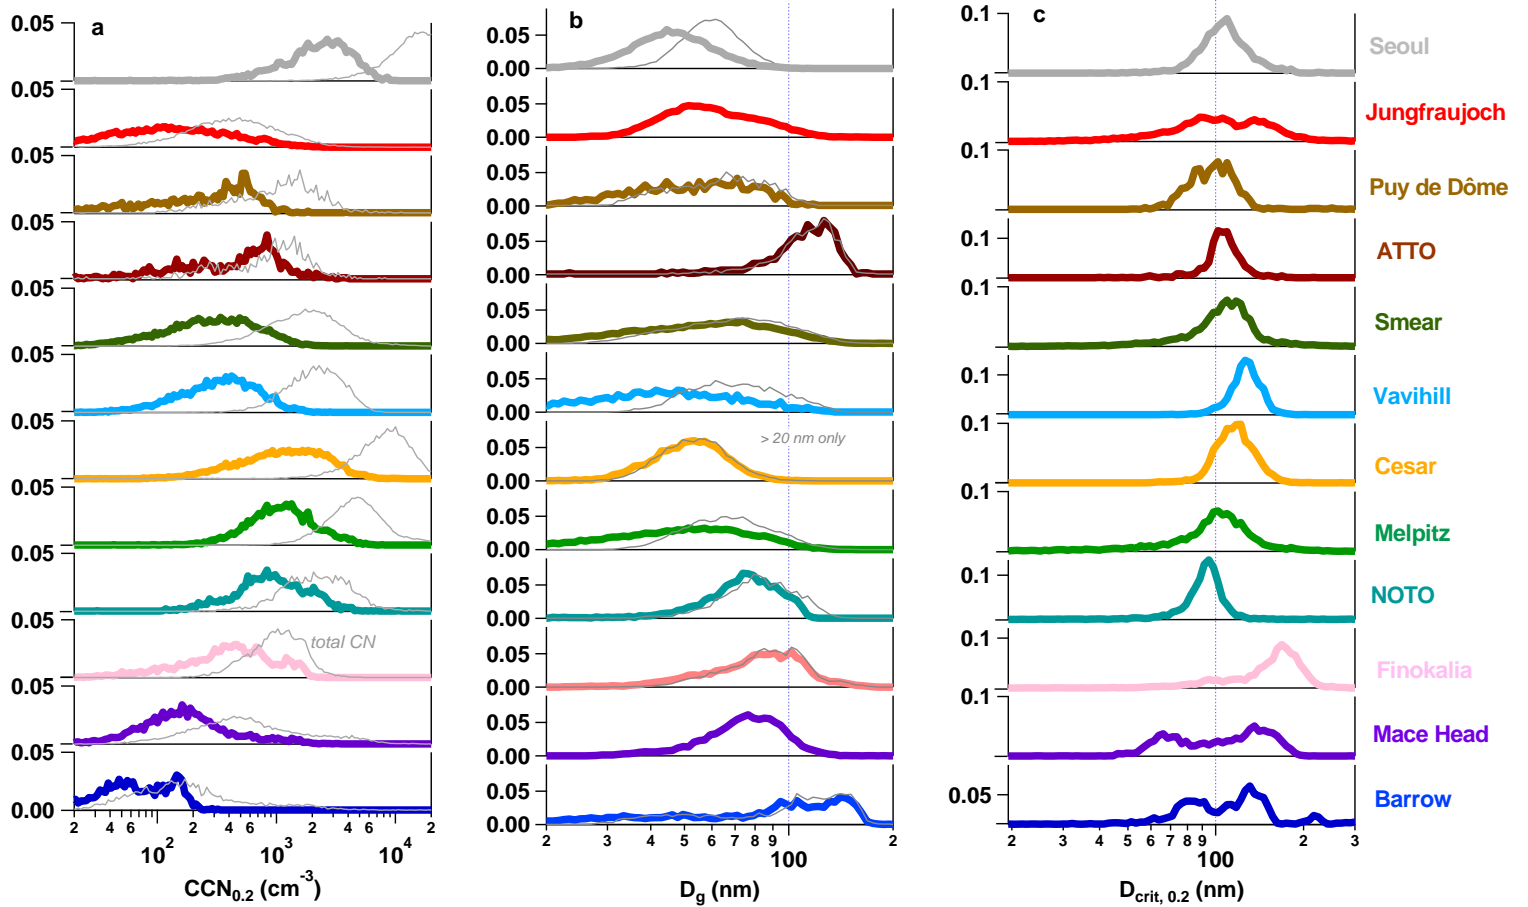 a
b
c
0.05
0.05
0.05
0.05
0.05
0.05
0.05
0.05
0.05
0.05
0.05
0.05
0.00
total CN
2 4 6 2 4 6 2 4 6 2
10² 10³ 10⁴
CCN0.2 (cm-3)
0.05
0.00
0.05
0.00
0.05
0.00
0.05
0.00
0.05
0.00
0.05
0.00
0.05
0.00
0.05
0.00
0.05
0.00
0.05
0.00
0.05
0.00
0.05
0.00
> 20 nm only
2 3 4 5 6 7 8 9 2
100
Dg (nm)
0.1
0.1
0.1
0.1
0.1
0.1
0.1
0.1
0.1
0.1
0.1
0.05
2 3 4 5 6 7 8 9 2 3
100
Dcrit, 0.2 (nm)
Seoul
Jungfraujoch
Puy de Dôme
ATTO
Smear
Vavihill
Cesar
Melpitz
NOTO
Finokalia
Mace Head
Barrow